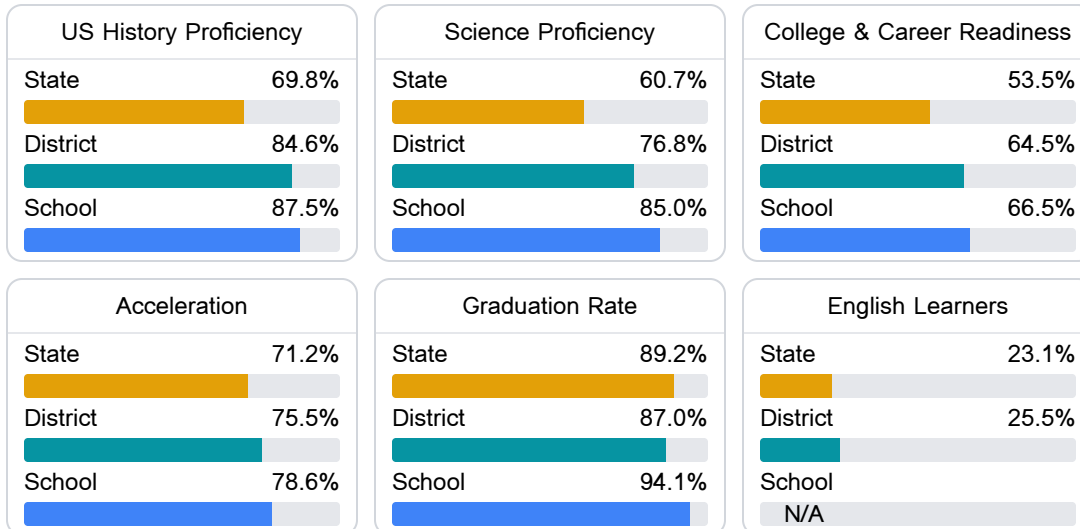 US History Proficiency
State 69.8%
District 84.6%
School 87.5%
Science Proficiency
State 60.7%
District 76.8%
School 85.0%
College & Career Readiness
State 53.5%
District 64.5%
School 66.5%
Acceleration
State 71.2%
District 75.5%
School 78.6%
Graduation Rate
State 89.2%
District 87.0%
School 94.1%
English Learners
State 23.1%
District 25.5%
School
N/A